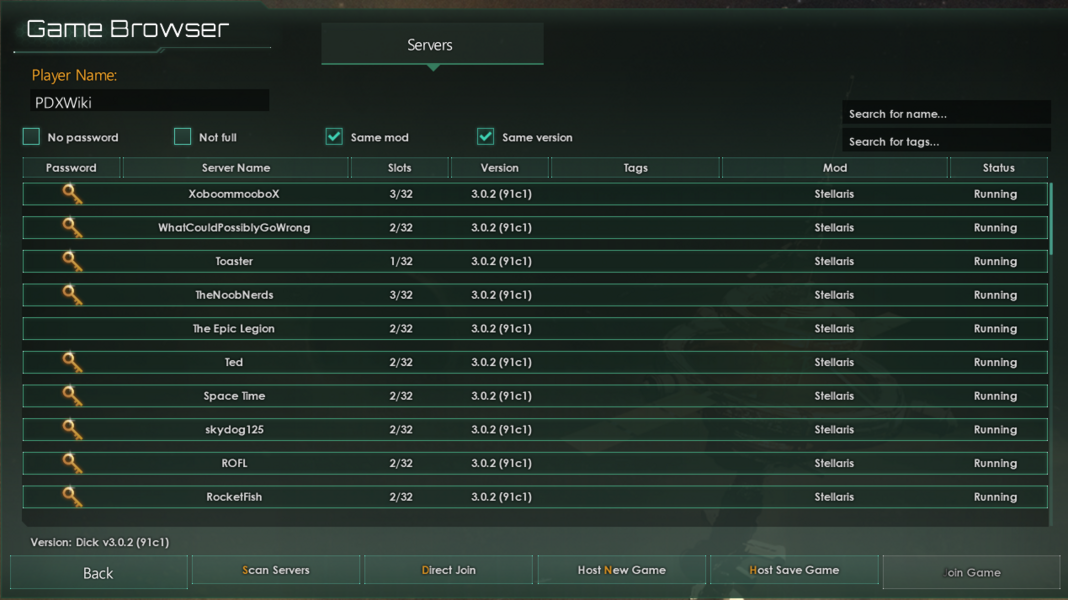 Game Browser
Servers
Player Name:
PDXWiki
Search for name...
No password Not full Same mod Same version
Search for tags...
Password Server Name Slots Version Tags Mod Status
XoboommooboX 3/32 3.0.2 (91c1) Stellaris Running
WhatCouldPossiblyGoWrong 2/32 3.0.2 (91c1) Stellaris Running
Toaster 1/32 3.0.2 (91c1) Stellaris Running
TheNoobNerds 3/32 3.0.2 (91c1) Stellaris Running
The Epic Legion 2/32 3.0.2 (91c1) Stellaris Running
Ted 2/32 3.0.2 (91c1) Stellaris Running
Space Time 2/32 3.0.2 (91c1) Stellaris Running
skydog125 2/32 3.0.2 (91c1) Stellaris Running
ROFL 2/32 3.0.2 (91c1) Stellaris Running
RocketFish 2/32 3.0.2 (91c1) Stellaris Running
Version: Dick v3.0.2 (91c1)
Back Scan Servers Direct Join Host New Game Host Save Game Join Game